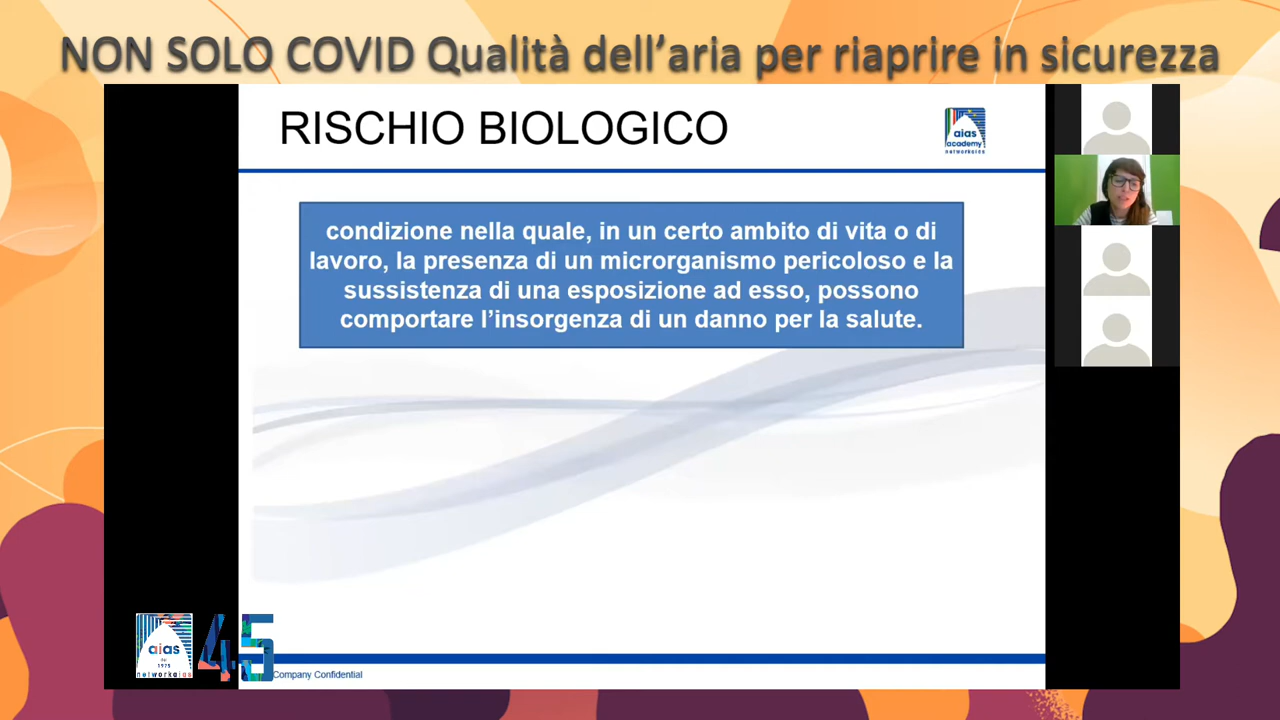 NON SOLO COVID Qualità dell’aria per riaprire in sicurezza
RISCHIO BIOLOGICO
aias
academy
networkaias
condizione nella quale, in un certo ambito di vita o di
lavoro, la presenza di un microrganismo pericoloso e la
sussistenza di una esposizione ad esso, possono
comportare l’insorgenza di un danno per la salute.
aias
dal
1975
networkaias
45
Company Confidential